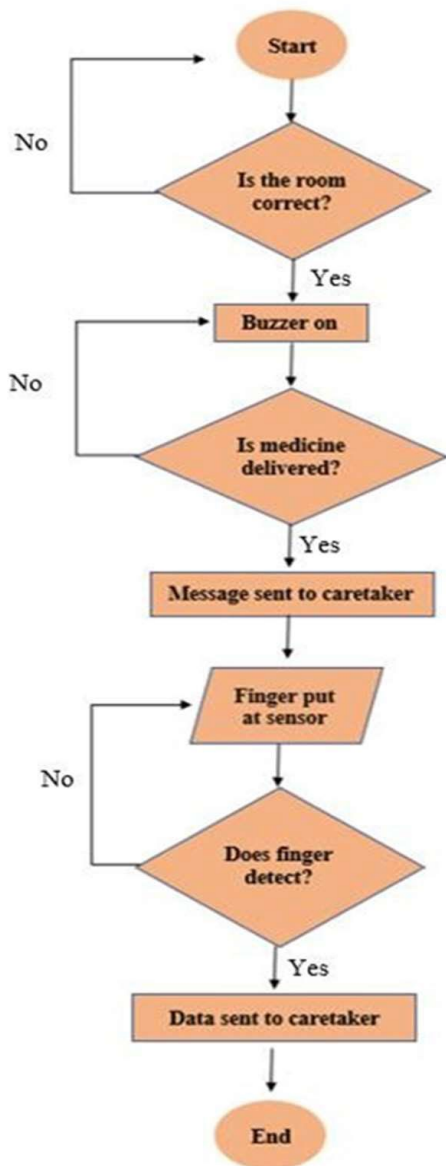 Start
No
Is the room
correct?
Yes
Buzzer on
No
Is medicine
delivered?
Yes
Message sent to caretaker
Finger put
at sensor
No
Does finger
detect?
Yes
Data sent to caretaker
End